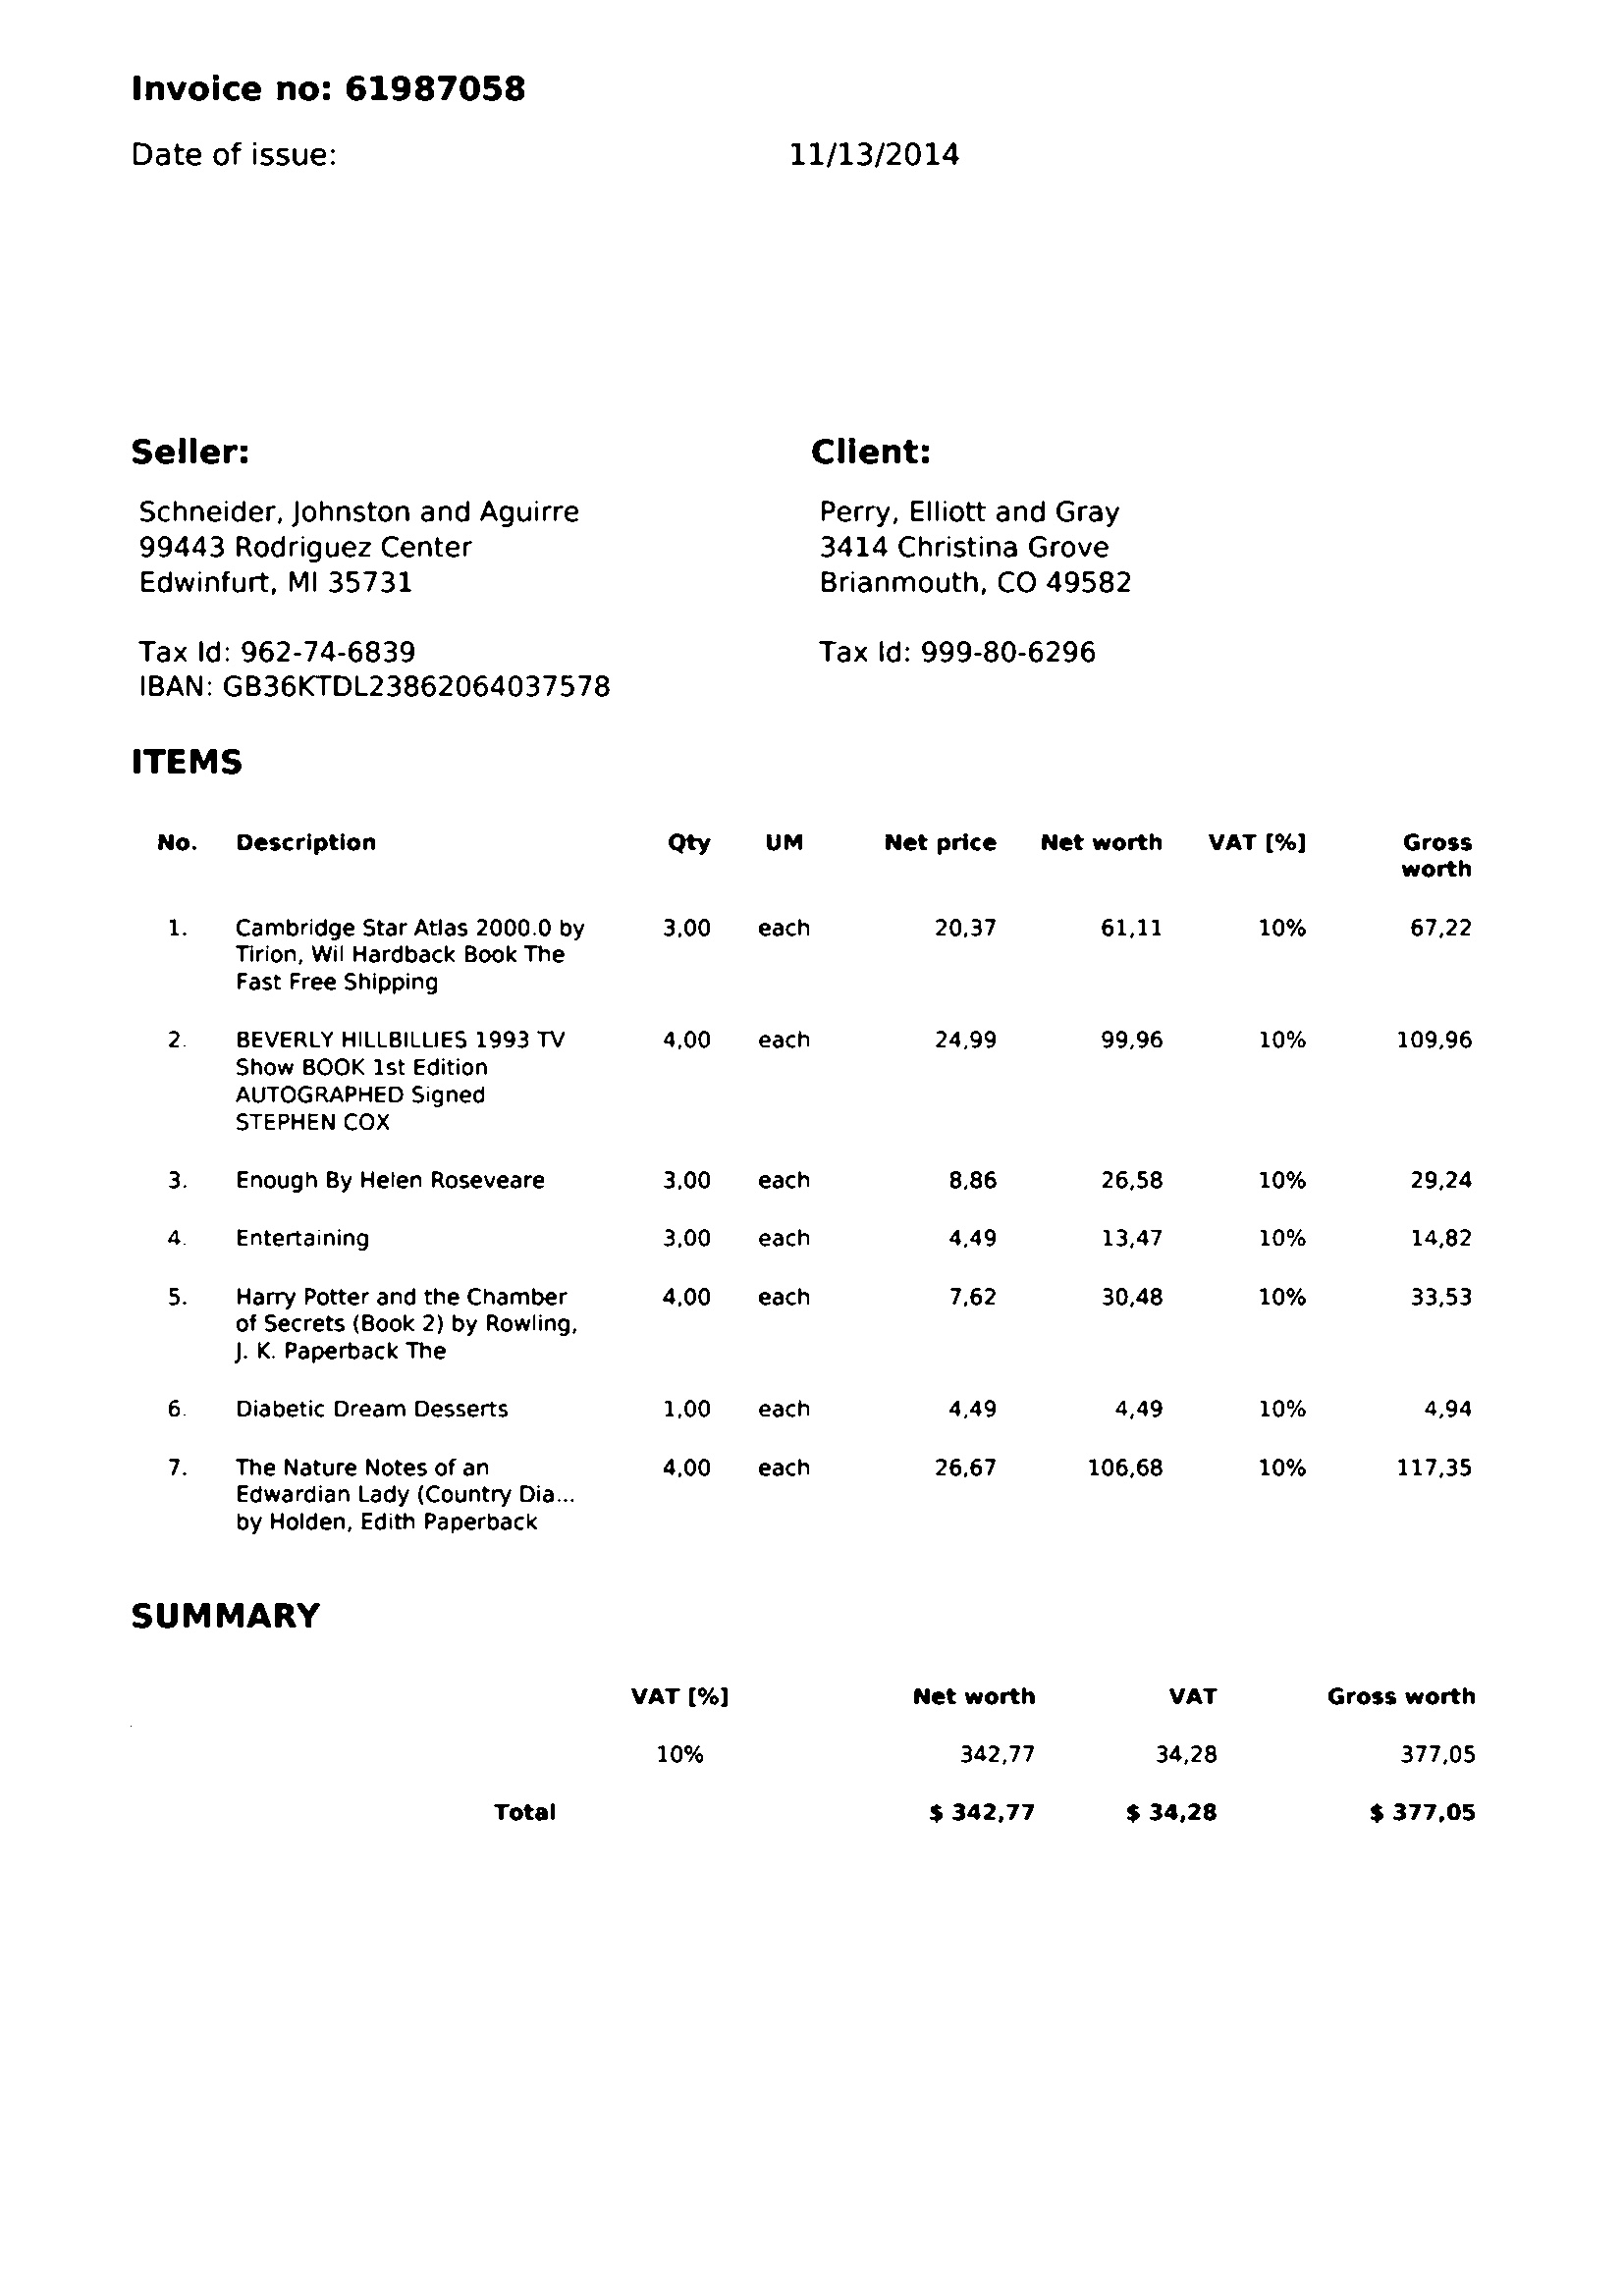 Invoice no: 61987058
Date of issue: 11/13/2014
Seller:
Schneider, Johnston and Aguirre
99443 Rodriguez Center
Edwinfurt, MI 35731
Tax Id: 962-74-6839
IBAN: GB36KTDL23862064037578
Client:
Perry, Elliott and Gray
3414 Christina Grove
Brianmouth, CO 49582
Tax Id: 999-80-6296
ITEMS
No. Description Qty UM Net price Net worth VAT [%] Gross
worth
1. Cambridge Star Atlas 2000.0 by 3,00 each 20,37 61,11 10% 67,22
Tirion, Wil Hardback Book The
Fast Free Shipping
2. BEVERLY HILLBILLIES 1993 TV 4,00 each 24,99 99,96 10% 109,96
Show BOOK 1st Edition
AUTOGRAPHED Signed
STEPHEN COX
3. Enough By Helen Roseveare 3,00 each 8,86 26,58 10% 29,24
4. Entertaining 3,00 each 4,49 13,47 10% 14,82
5. Harry Potter and the Chamber 4,00 each 7,62 30,48 10% 33,53
of Secrets (Book 2) by Rowling,
J. K. Paperback The
6. Diabetic Dream Desserts 1,00 each 4,49 4,49 10% 4,94
7. The Nature Notes of an 4,00 each 26,67 106,68 10% 117,35
Edwardian Lady (Country Dia...
by Holden, Edith Paperback
SUMMARY
VAT [%] Net worth VAT Gross worth
10% 342,77 34,28 377,05
Total $ 342,77 $ 34,28 $ 377,05